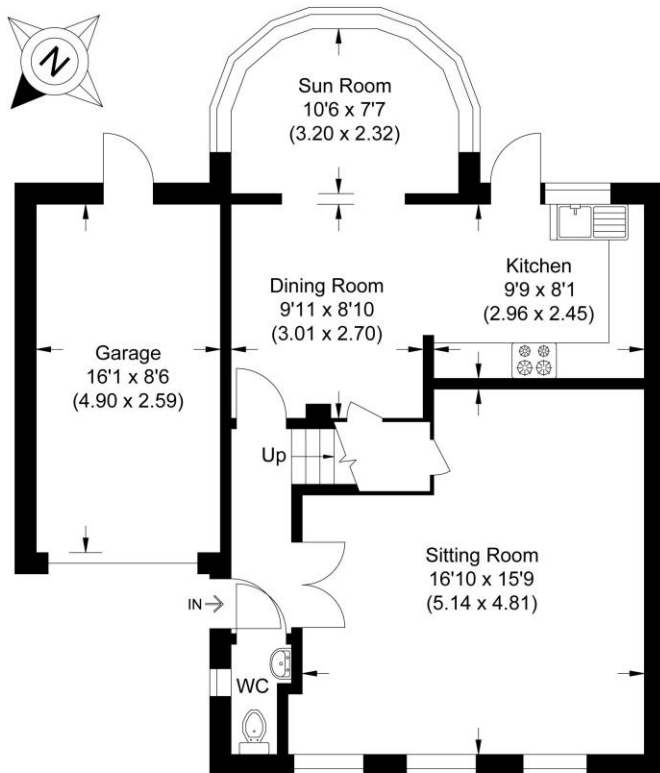 N
Sun Room
10'6 x 7'7
(3.20 x 2.32)
Dining Room
9'11 x 8'10
(3.01 x 2.70)
Kitchen
9'9 x 8'1
(2.96 x 2.45)
Garage
16'1 x 8'6
(4.90 x 2.59)
Up
Sitting Room
16'10 x 15'9
(5.14 x 4.81)
IN
WC